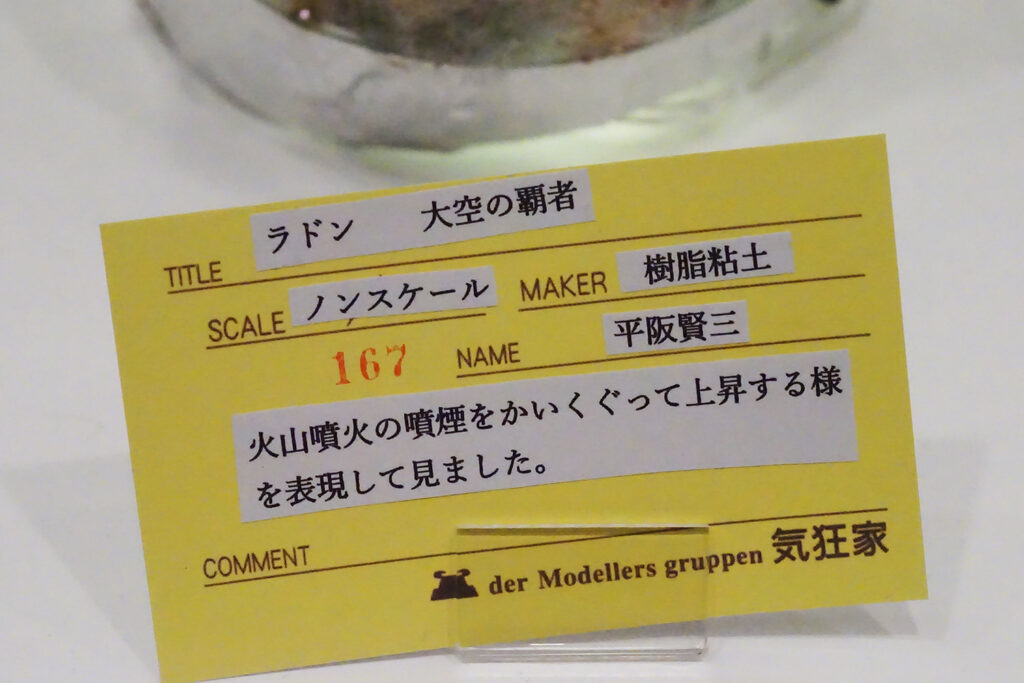 TITLE ラドン 大空の覇者
SCALE ノンスケール MAKER 樹脂粘土
167 NAME 平阪賢三
火山噴火の噴煙をかいくぐって上昇する様
を表現して見ました。
COMMENT
der Modellers gruppen 気狂家